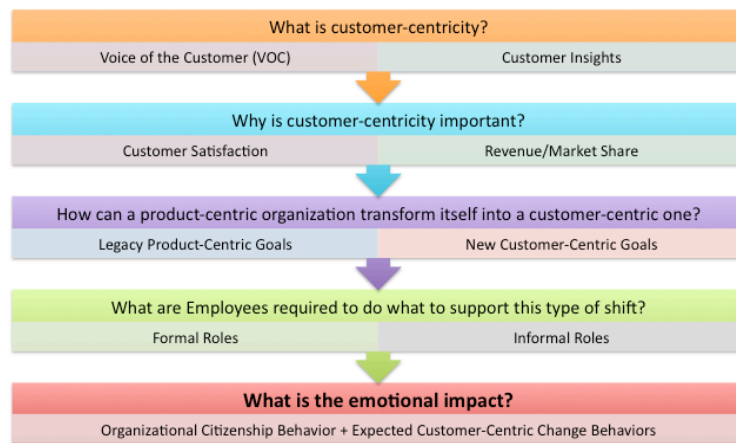 What is customer-centricity?
Voice of the Customer (VOC)
Customer Insights
Why is customer-centricity important?
Customer Satisfaction
Revenue/Market Share
How can a product-centric organization transform itself into a customer-centric one?
Legacy Product-Centric Goals
New Customer-Centric Goals
What are Employees required to do what to support this type of shift?
Formal Roles
Informal Roles
What is the emotional impact?
Organizational Citizenship Behavior + Expected Customer-Centric Change Behaviors